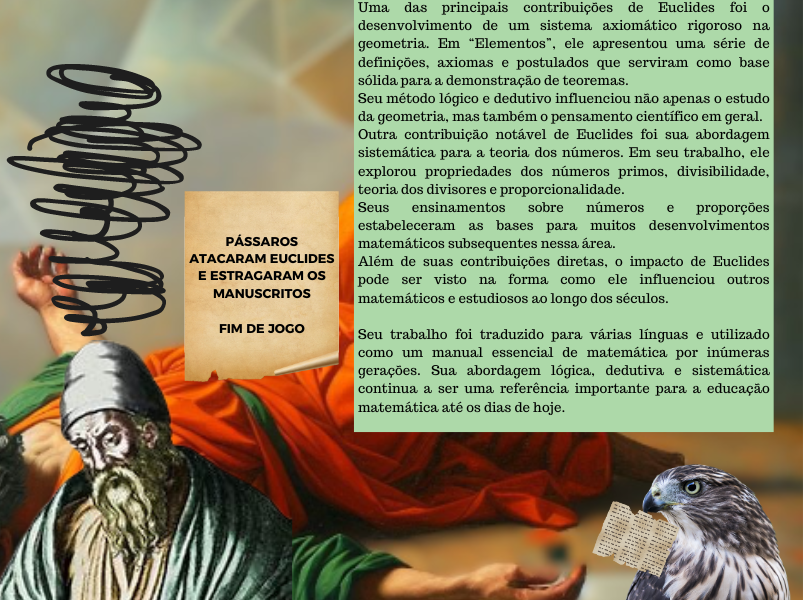 Uma das principais contribuições de Euclides foi o
desenvolvimento de um sistema axiomático rigoroso na
geometria. Em “Elementos”, ele apresentou uma série de
definições, axiomas e postulados que serviram como base
sólida para a demonstração de teoremas.
Seu método lógico e dedutivo influenciou não apenas o estudo
da geometria, mas também o pensamento científico em geral.
Outra contribuição notável de Euclides foi sua abordagem
sistemática para a teoria dos números. Em seu trabalho, ele
explorou propriedades dos números primos, divisibilidade,
teoria dos divisores e proporcionalidade.
Seus ensinamentos sobre números e proporções
estabeleceram as bases para muitos desenvolvimentos
matemáticos subsequentes nessa área.
Além de suas contribuições diretas, o impacto de Euclides
pode ser visto na forma como ele influenciou outros
matemáticos e estudiosos ao longo dos séculos.
Seu trabalho foi traduzido para várias línguas e utilizado
como um manual essencial de matemática por inúmeras
gerações. Sua abordagem lógica, dedutiva e sistemática
continua a ser uma referência importante para a educação
matemática até os dias de hoje.
PÁSSAROS
ATACARAM EUCLIDES
E ESTRAGARAM OS
MANUSCRITOS
FIM DE JOGO